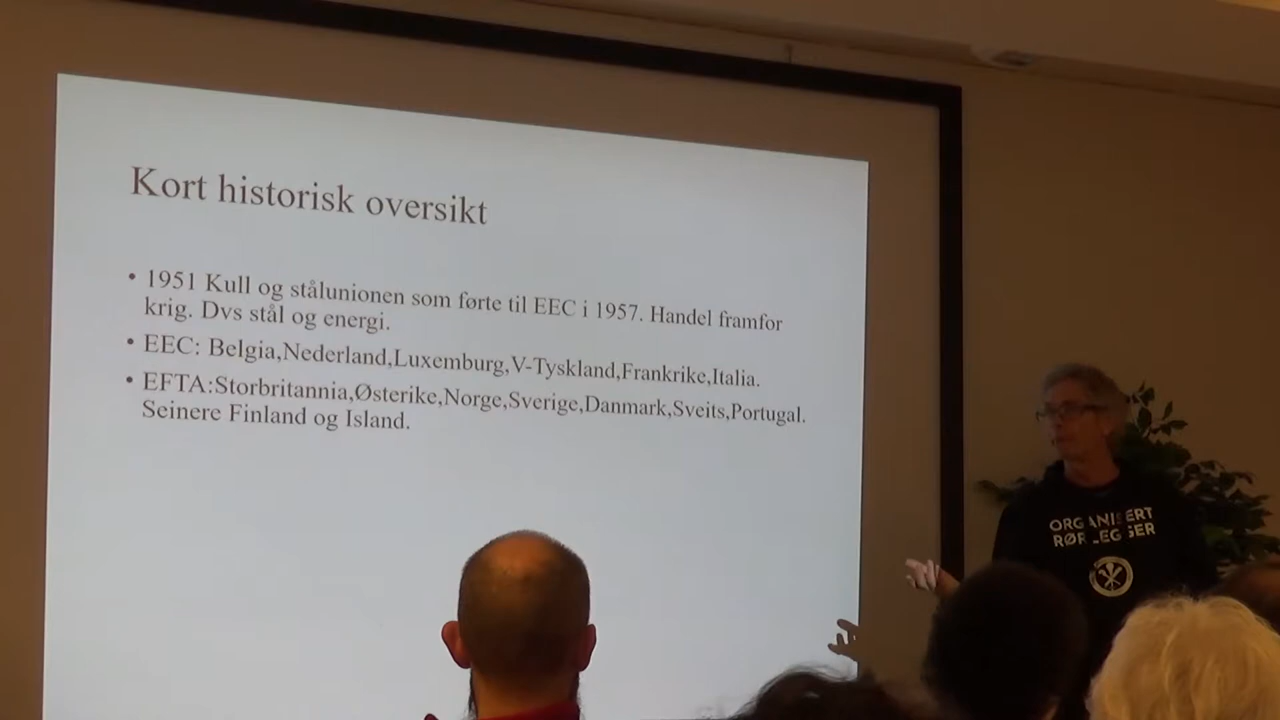 Kort historisk oversikt
• 1951 Kull og stålunionen som førte til EEC i 1957. Handel framfor
krig. Dvs stål og energi.
• EEC: Belgia,Nederland,Luxemburg,V-Tyskland,Frankrike,Italia.
• EFTA:Storbritannia,Østerike,Norge,Sverige,Danmark,Sveits,Portugal.
Seinere Finland og Island.
ORGANISERT
RØRLEGGER